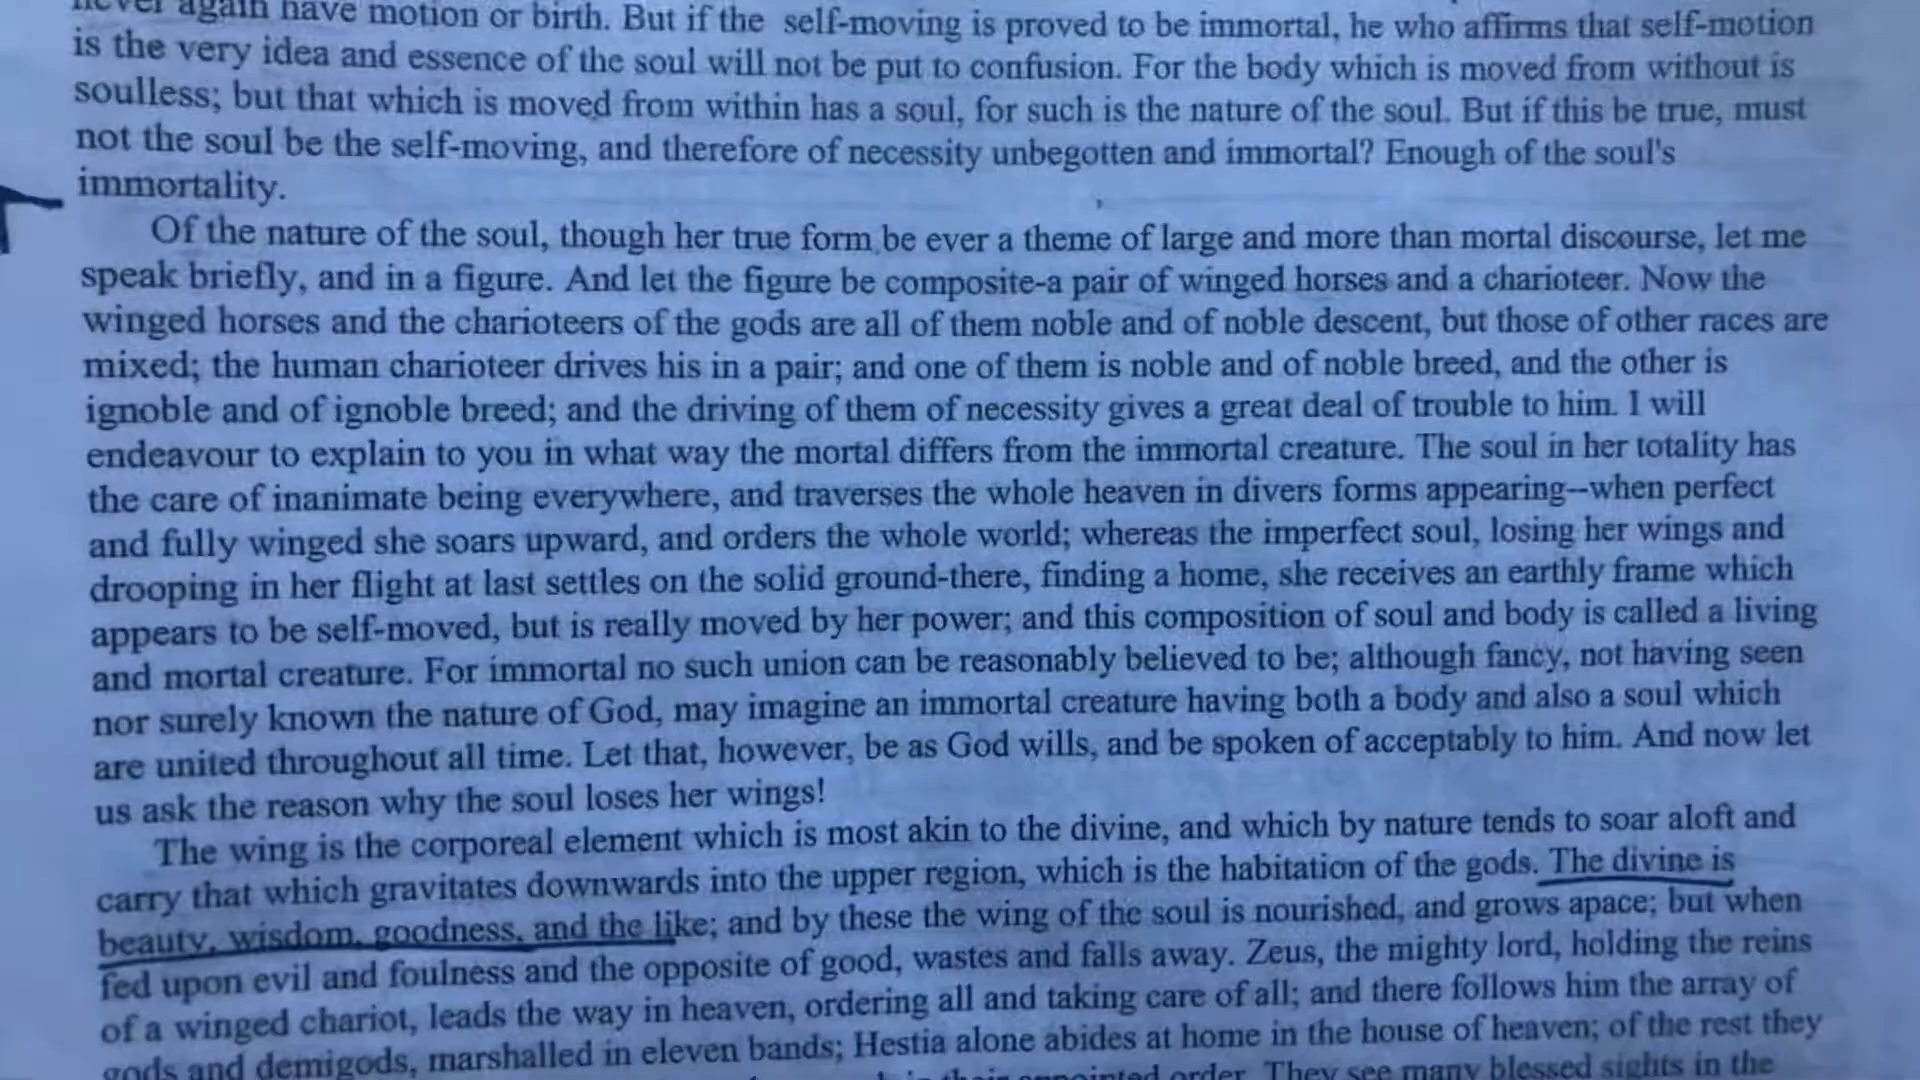 never again have motion or birth. But if the self-moving is proved to be immortal, he who affirms that self-motion
is the very idea and essence of the soul will not be put to confusion. For the body which is moved from without is
soulless; but that which is moved from within has a soul, for such is the nature of the soul. But if this be true, must
not the soul be the self-moving, and therefore of necessity unbegotten and immortal? Enough of the soul's
immortality.
Of the nature of the soul, though her true form be ever a theme of large and more than mortal discourse, let me
speak briefly, and in a figure. And let the figure be composite-a pair of winged horses and a charioteer. Now the
winged horses and the charioteers of the gods are all of them noble and of noble descent, but those of other races are
mixed; the human charioteer drives his in a pair; and one of them is noble and of noble breed, and the other is
ignoble and of ignoble breed; and the driving of them of necessity gives a great deal of trouble to him. I will
endeavour to explain to you in what way the mortal differs from the immortal creature. The soul in her totality has
the care of inanimate being everywhere, and traverses the whole heaven in divers forms appearing--when perfect
and fully winged she soars upward, and orders the whole world; whereas the imperfect soul, losing her wings and
drooping in her flight at last settles on the solid ground-there, finding a home, she receives an earthly frame which
appears to be self-moved, but is really moved by her power; and this composition of soul and body is called a living
and mortal creature. For immortal no such union can be reasonably believed to be; although fancy, not having seen
nor surely known the nature of God, may imagine an immortal creature having both a body and also a soul which
are united throughout all time. Let that, however, be as God wills, and be spoken of acceptably to him. And now let
us ask the reason why the soul loses her wings!
The wing is the corporeal element which is most akin to the divine, and which by nature tends to soar aloft and
carry that which gravitates downwards into the upper region, which is the habitation of the gods. The divine is
beauty, wisdom, goodness, and the like; and by these the wing of the soul is nourished, and grows apace; but when
fed upon evil and foulness and the opposite of good, wastes and falls away. Zeus, the mighty lord, holding the reins
of a winged chariot, leads the way in heaven, ordering all and taking care of all; and there follows him the array of
gods and demigods, marshalled in eleven bands; Hestia alone abides at home in the house of heaven; of the rest they
in their appointed order. They see many blessed sights in the